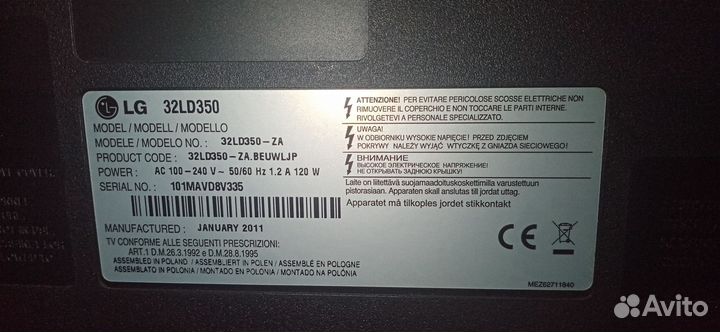 LG 32LD350
MODEL / MODELL / MODELLO
MODELE / MODELLO NO. : 32LD350-ZA
PRODUCT CODE : 32LD350-ZA.BEUWLJP
POWER : AC 100 - 240 V ~ 50/60 Hz 1.2 A 120 W
SERIAL NO. : 101MAVD8V335
MANUFACTURED : JANUARY 2011
TV CONFORME ALLE SEGUENTI PRESCRIZIONI:
ART.1 D.M.26.3.1992 e D.M.28.8.1995
ASSEMBLED IN POLAND / ASSEMBLIERT IN POLEN / ASSEMBLÉ EN POLOGNE
ASSEMBLATO IN POLONIA / MONTADO EN POLONIA / MONTADO NA POLÓNIA
ATTENZIONE! PER EVITARE PERICOLOSE SCOSSE ELETTRICHE NON
RIMUOVERE IL COPERCHIO E NON TOCCARE LE PARTI INTERNE.
RIVOLGETEVI A PERSONALE SPECIALIZZATO.
UWAGA!
W ODBIORNIKU WYSOKIE NAPIĘCIE ! PRZED ZDJĘCIEM
POKRYWY NALEŻY WYJĄĆ WTYCZKĘ Z GNIAZDA SIECIOWEGO!
ВНИМАНИЕ
ВЫСОКОЕ ЭЛЕКТРИЧЕСКОЕ НАПРЯЖЕНИЕ!
НЕ ОТКРЫВАТЬ ЗАДНЮЮ КРЫШКУ!
Laite on liitettävä suojamaadoituskoskettimilla varustettuun
pistorasiaan. Apparaten skall anslutas till jordat uttag.
Apparatet må tilkoples jordet stikkontakt
CE
MEZ62711840
Avito